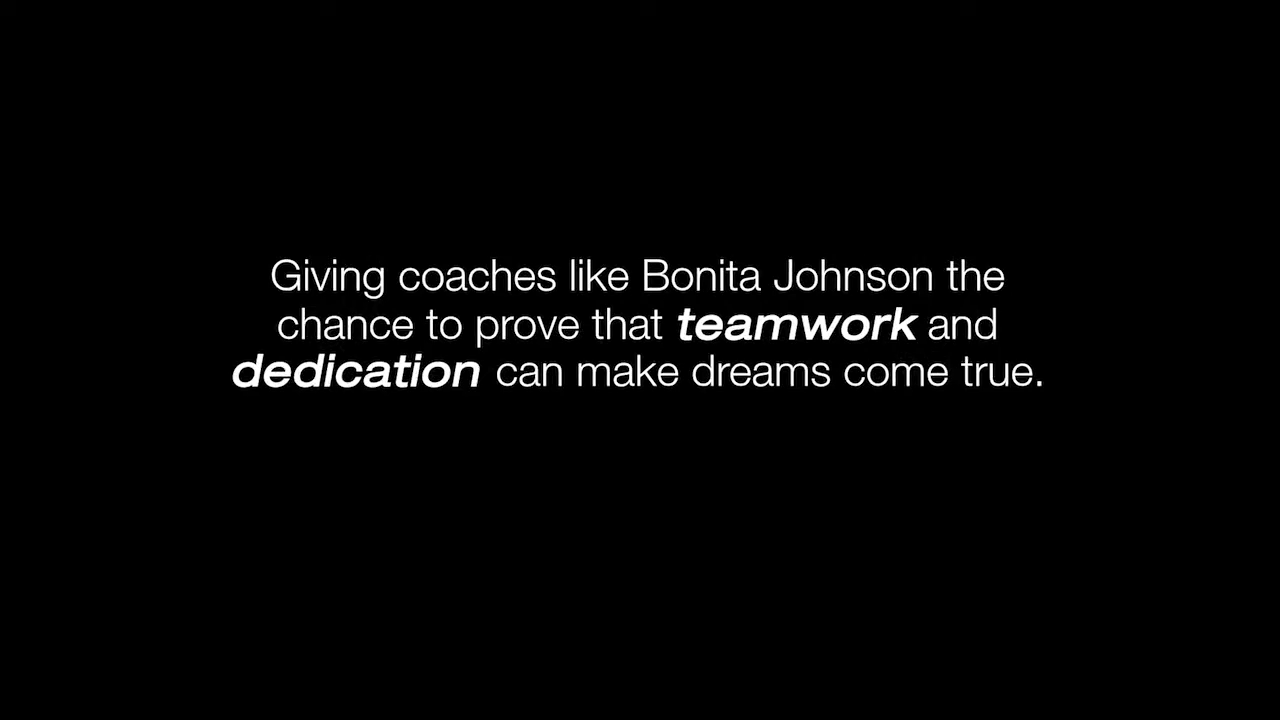 Giving coaches like Bonita Johnson the
chance to prove that teamwork and
dedication can make dreams come true.